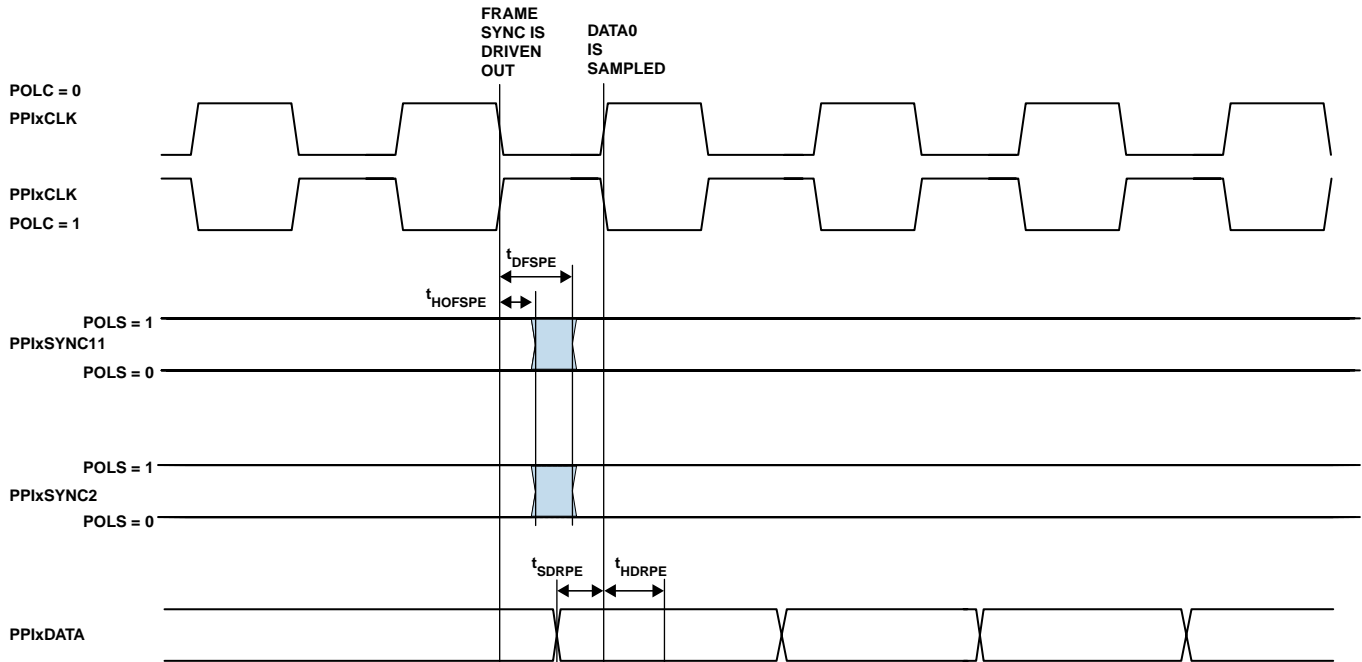 FRAME
SYNC IS
DRIVEN
OUT
DATA0
IS
SAMPLED
POLC = 0
PPIxCLK
PPIxCLK
POLC = 1
tDFSPE
tHOFSPE
POLS = 1
PPIxSYNC11
POLS = 0
POLS = 1
PPIxSYNC2
POLS = 0
tSDRPE
tHDRPE
PPIxDATA